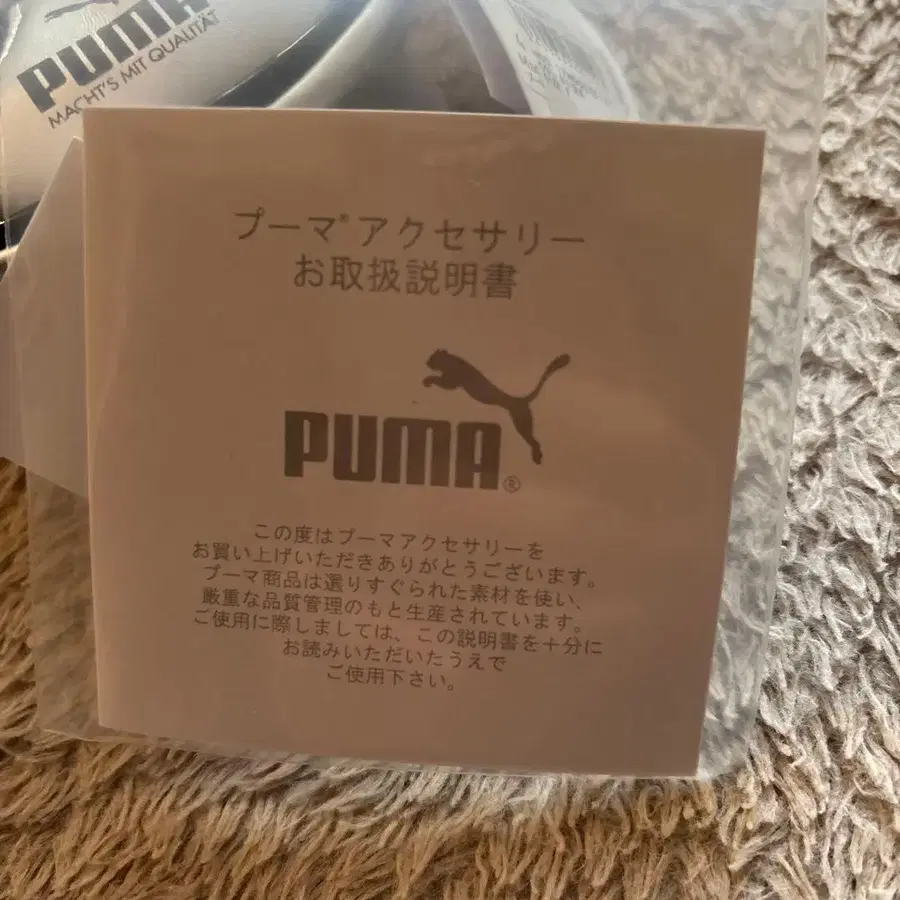 PUMA
MACHT'S MIT QUALITÄT
プーマ®アクセサリー
お取扱説明書
PUMA®
この度はプーマアクセサリーを
お買い上げいただきありがとうございます。
プーマ商品は選りすぐられた素材を使い、
厳重な品質管理のもと生産されています。
ご使用に際しましては、この説明書を十分に
お読みいただいたうえで
ご使用下さい。